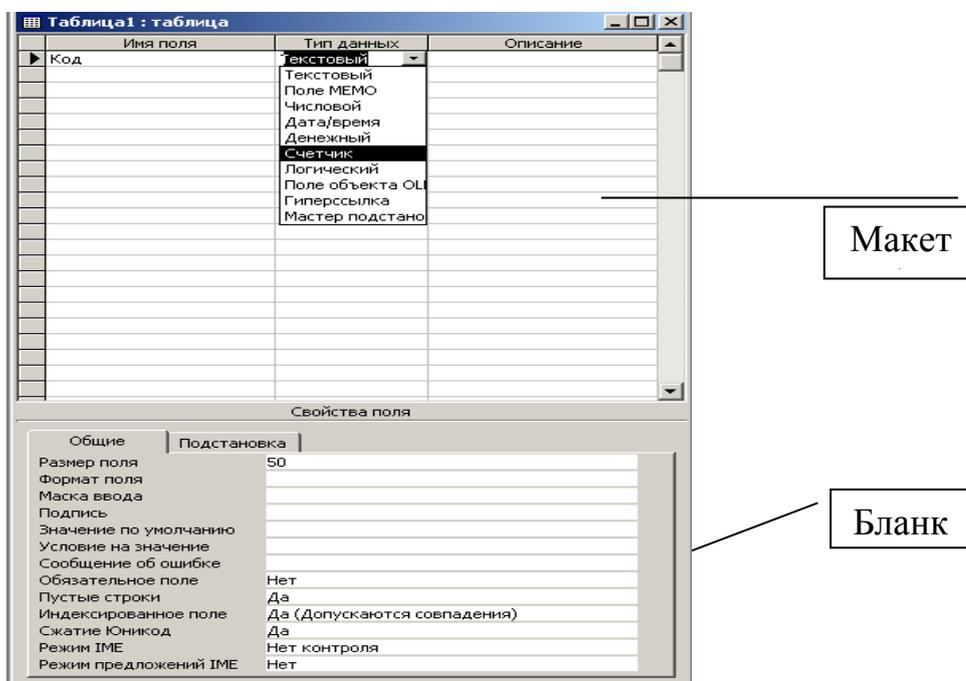 Таблица1 : таблица
Имя поля Тип данных Описание
Код Текстовый
Текстовый
Поле МЕМО
Числовой
Дата/время
Денежный
Счетчик
Логический
Поле объекта OLE
Гиперссылка
Мастер подстано
Макет
Свойства поля
Общие Подстановка
Размер поля 50
Формат поля
Маска ввода
Подпись
Значение по умолчанию
Условие на значение
Сообщение об ошибке
Обязательное поле Нет
Пустые строки Да
Индексированное поле Да (Допускаются совпадения)
Сжатие Юникод Да
Режим IME Нет контроля
Режим предложений IME Нет
Бланк